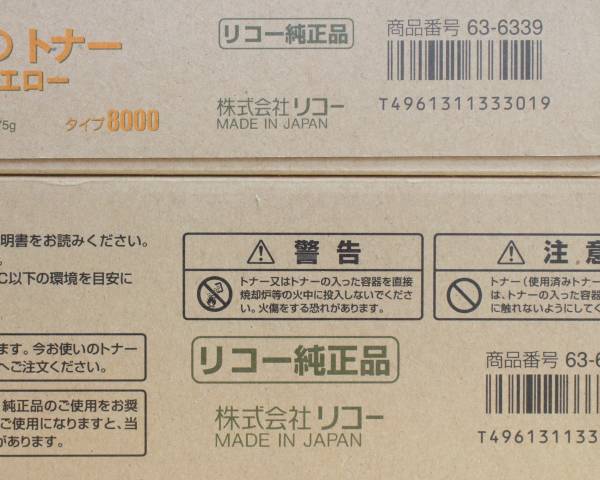 トナー
リコー純正品
商品番号 63-6339
エロー
T4961311333019
株式会社リコー
MADE IN JAPAN
5g
タイプ8000
明書をお読みください。
C以下の環境を目安に
警告
トナー又はトナーの入った容器を直接
焼却炉等の火中に投入しないでくださ
い。火傷をする恐れがあります。
注意
トナー(使用済みトナー
は、トナーの入った容器
に触れないようにしてく
ます。今お使いのトナー
へご注文ください。
リコー純正品
商品番号 63-6
純正品のご使用をお奨
ご使用になりますと、当
があります。
株式会社リコー
MADE IN JAPAN
T496131133